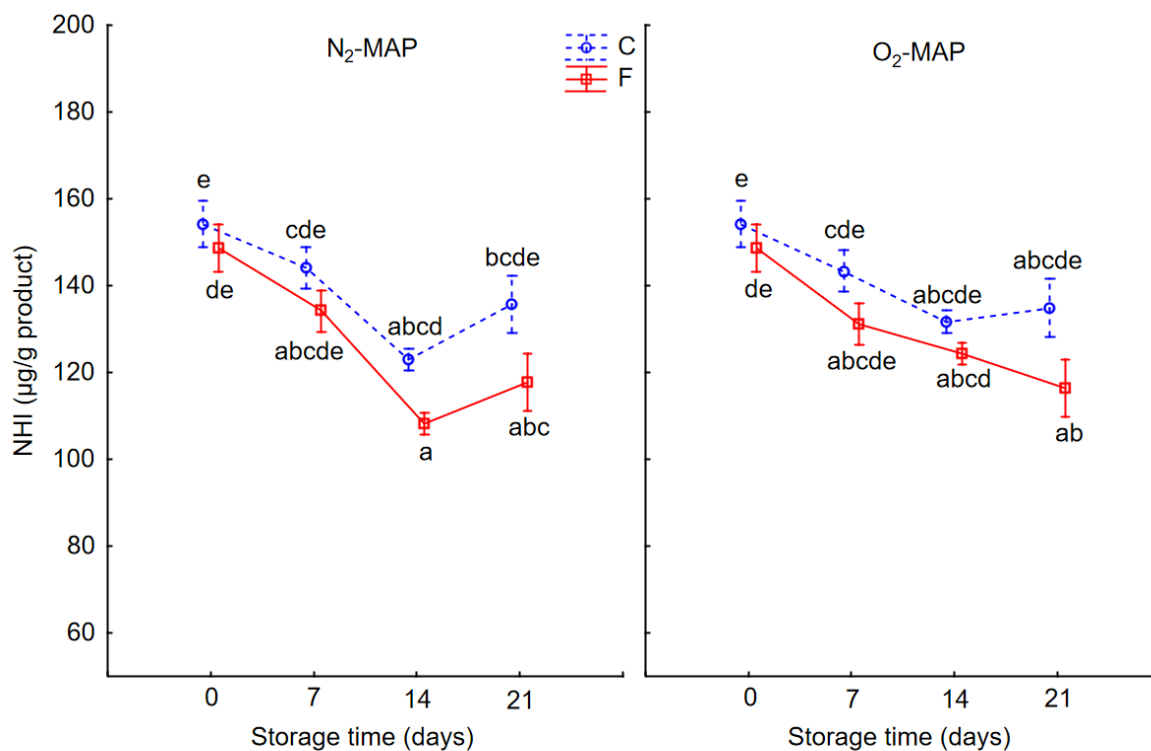 N₂-MAP
C
F
O₂-MAP
NHI (µg/g product)
200
180
160
140
120
100
80
60
e
cde
bcde
abcd
de
abcde
a
abc
e
cde
abcde
abcde
de
abcde
abcd
ab
0 7 14 21
0 7 14 21
Storage time (days)
Storage time (days)